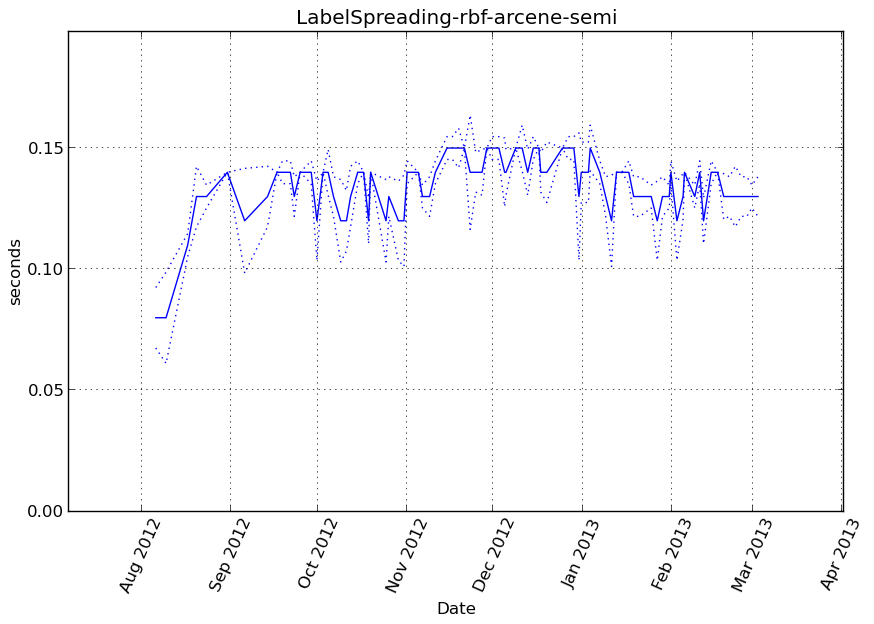 LabelSpreading-rbf-arcene-semi
seconds
0.15
0.10
0.05
0.00
Aug 2012
Sep 2012
Oct 2012
Nov 2012
Dec 2012
Jan 2013
Feb 2013
Mar 2013
Apr 2013
Date